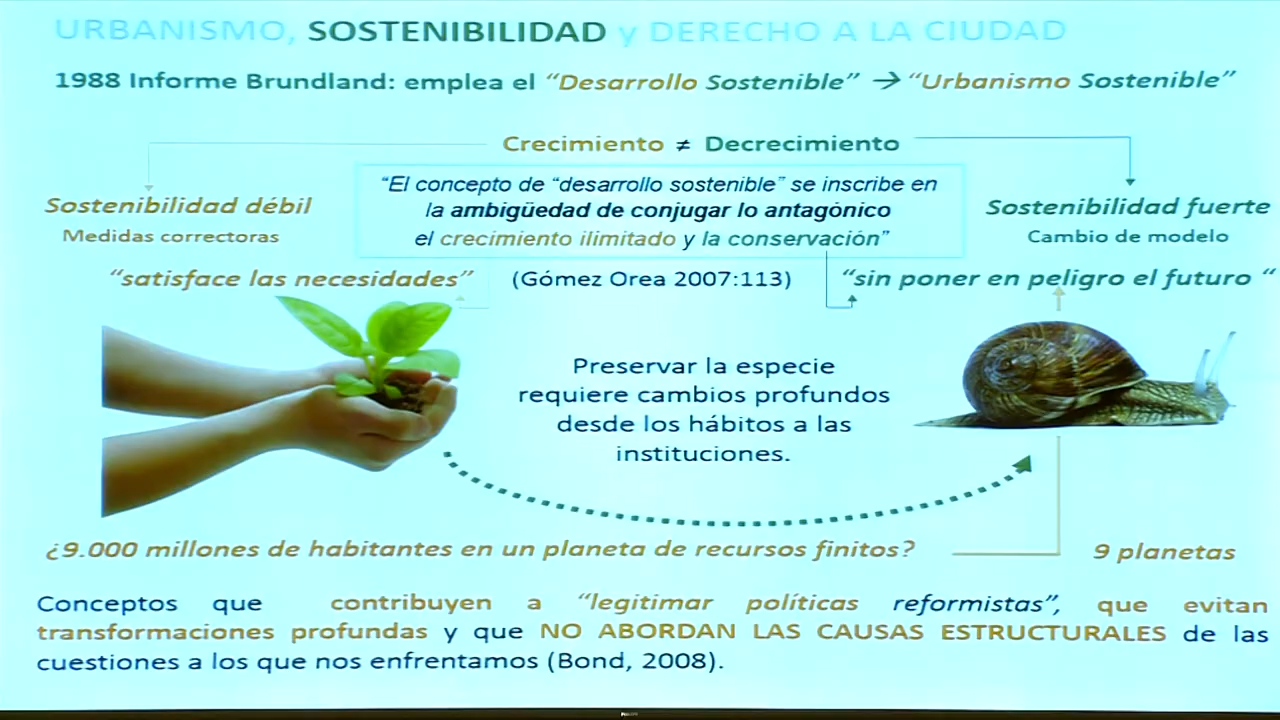 URBANISMO, SOSTENIBILIDAD y DERECHO A LA CIUDAD
1988 Informe Brundland: emplea el "Desarrollo Sostenible" → "Urbanismo Sostenible"
Crecimiento ≠ Decrecimiento
Sostenibilidad débil
Medidas correctoras
"El concepto de "desarrollo sostenible" se inscribe en
la ambigüedad de conjugar lo antagónico
el crecimiento ilimitado y la conservación"
Sostenibilidad fuerte
Cambio de modelo
"satisface las necesidades"
(Gómez Orea 2007:113)
"sin poner en peligro el futuro "
Preservar la especie
requiere cambios profundos
desde los hábitos a las
instituciones.
¿9.000 millones de habitantes en un planeta de recursos finitos?
9 planetas
Conceptos que contribuyen a "legitimar políticas reformistas", que evitan
transformaciones profundas y que NO ABORDAN LAS CAUSAS ESTRUCTURALES de las
cuestiones a los que nos enfrentamos (Bond, 2008).